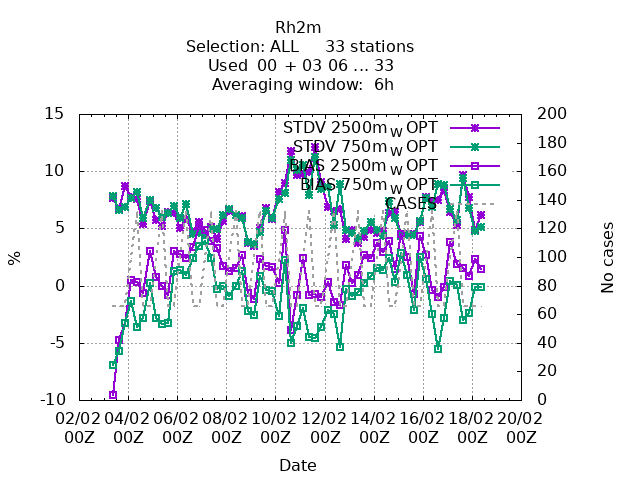 Rh2m
Selection: ALL 33 stations
Used 00 + 03 06 ... 33
Averaging window: 6h
STDV 2500m W OPT
STDV 750m W OPT
BIAS 2500m W OPT
BIAS 750m W OPT
CASES
15
10
5
0
-5
-10
%
200
180
160
140
120
100
80
60
40
20
0
No cases
02/02 04/02 06/02 08/02 10/02 12/02 14/02 16/02 18/02 20/02
00Z 00Z 00Z 00Z 00Z 00Z 00Z 00Z 00Z 00Z
Date